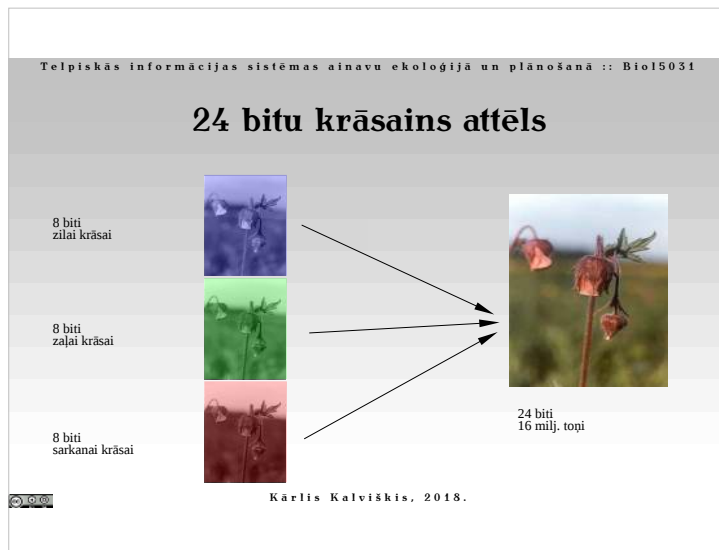 Telpiskās informācijas sistēmas ainavu ekoloģijā un plānošanā :: Biol5031
24 bitu krāsains attēls
8 biti
zilai krāsai
8 biti
zaļai krāsai
8 biti
sarkanai krāsai
24 biti
16 milj. toņi
Kārlis Kalviškis, 2018.